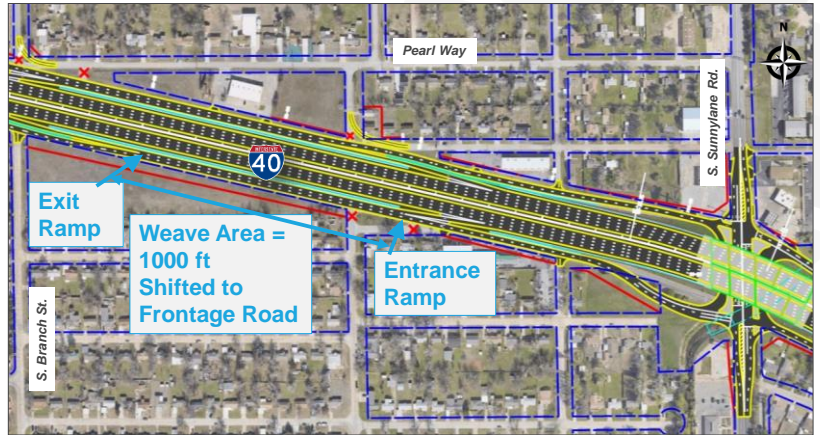 Pearl Way
N
S. Sunnylane Rd.
INTERSTATE
40
Exit
Ramp
Weave Area =
1000 ft
Shifted to
Frontage Road
Entrance
Ramp
S. Branch St.